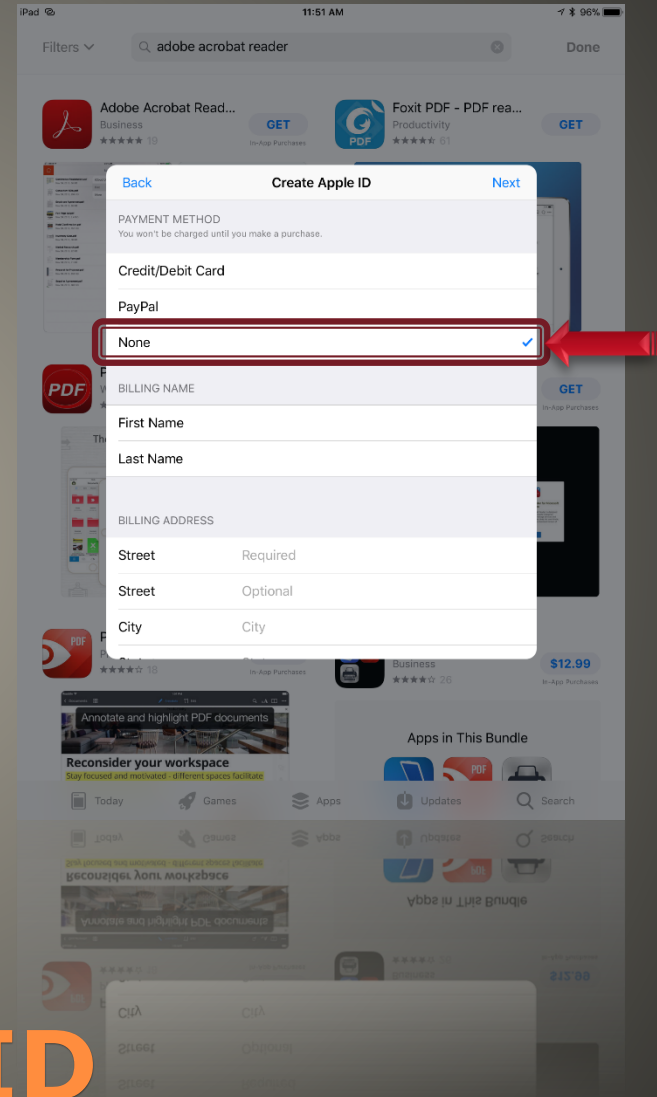 iPad 11:51 AM 96%
Filters adobe acrobat reader Done
Adobe Acrobat Read...
Business
19
GET
In-App Purchases
Foxit PDF - PDF rea...
Productivity
61
GET
PDF
Back Create Apple ID Next
PAYMENT METHOD
You won't be charged until you make a purchase.
Credit/Debit Card
PayPal
None
BILLING NAME
First Name
Last Name
BILLING ADDRESS
Street Required
Street Optional
City City
PDF
GET
In-App Purchases
PDF
18
In-App Purchases
Business
26
$12.99
In-App Purchases
Annotate and highlight PDF documents
Reconsider your workspace
Stay focused and motivated - different spaces facilitate
Apps in This Bundle
PDF
Today Games Apps Updates Search
ID